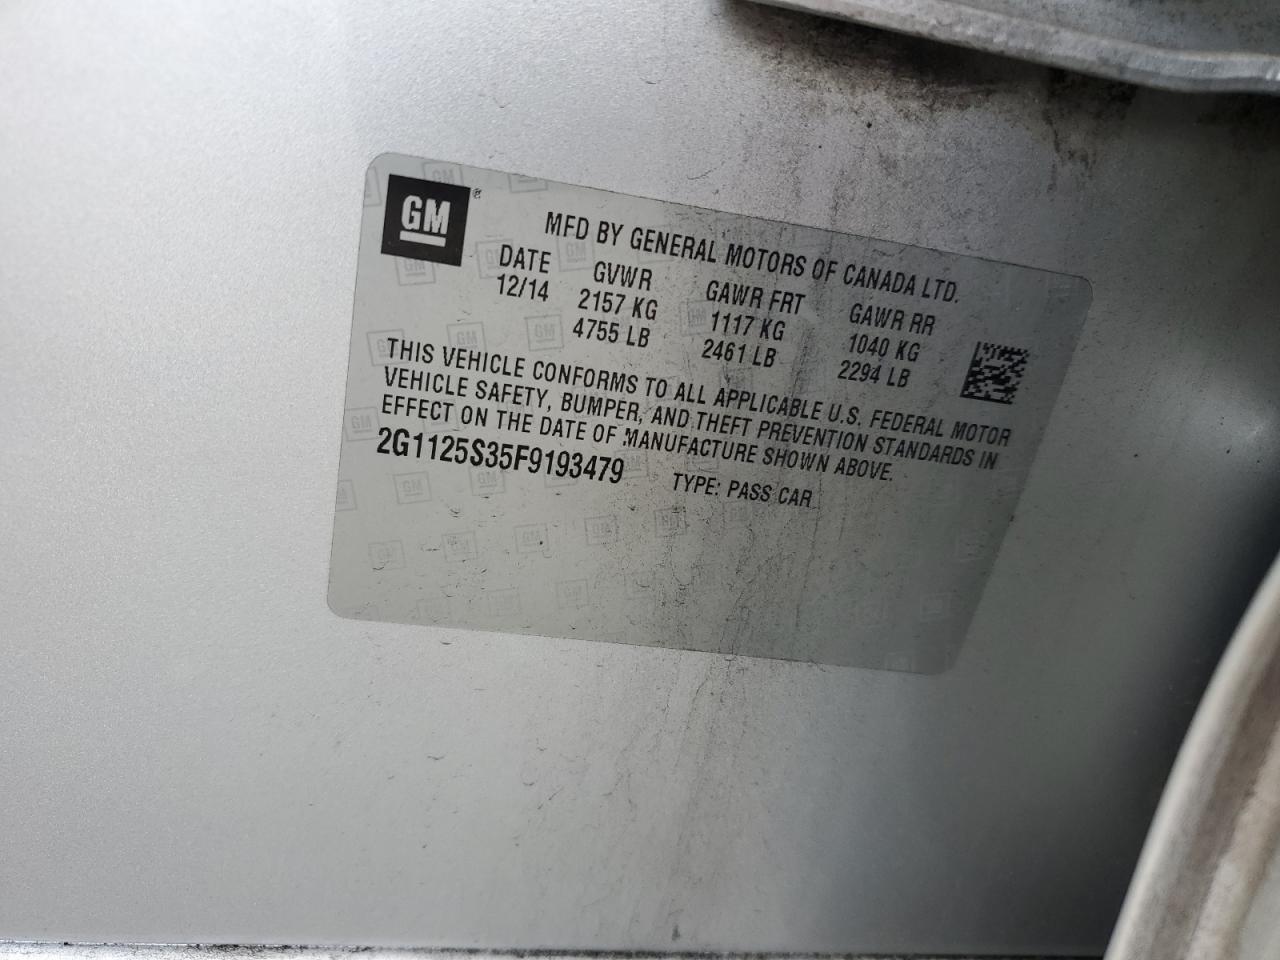 GM®
MFD BY GENERAL MOTORS OF CANADA LTD.
DATE GVWR GAWR FRT GAWR RR
12/14 2157 KG 1117 KG 1040 KG
4755 LB 2461 LB 2294 LB
THIS VEHICLE CONFORMS TO ALL APPLICABLE U.S. FEDERAL MOTOR
VEHICLE SAFETY, BUMPER, AND THEFT PREVENTION STANDARDS IN
EFFECT ON THE DATE OF MANUFACTURE SHOWN ABOVE.
2G1125S35F9193479 TYPE: PASS CAR